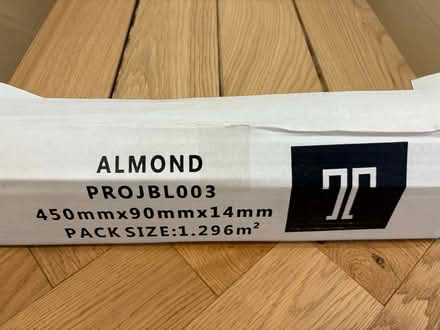 ALMOND
PROJBL003
450mmx90mmx14mm
PACK SIZE:1.296m²